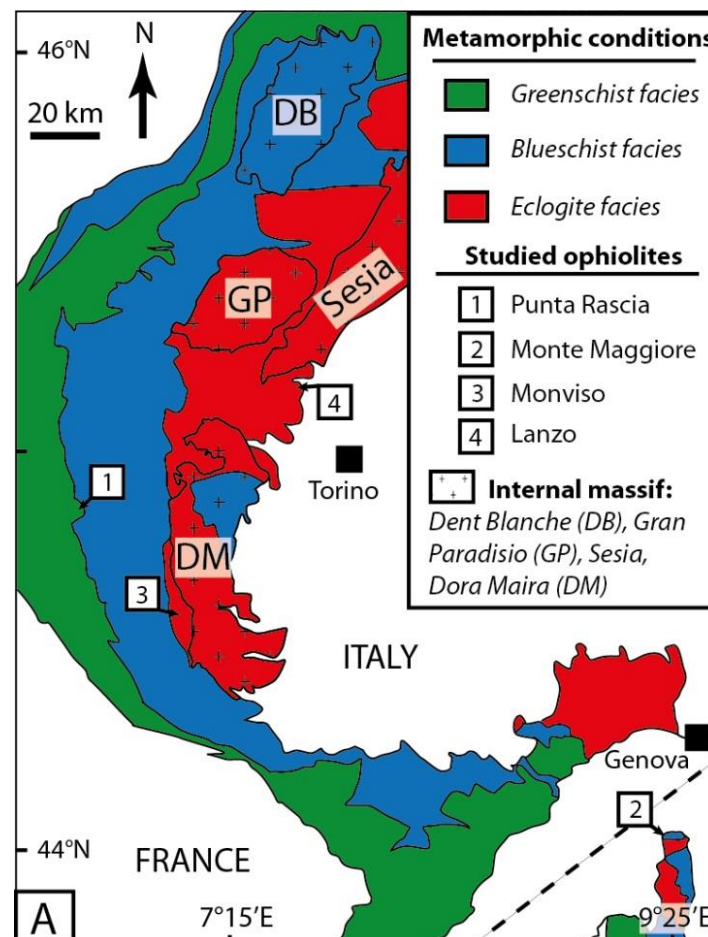 46°N
N
20 km
DB
GP
Sesia
4
Torino
1
DM
3
ITALY
Genova
2
44°N
FRANCE
A
7°15'E
9°25'E
Metamorphic conditions
Greenschist facies
Blueschist facies
Eclogite facies
Studied ophiolites
1 Punta Rascia
2 Monte Maggiore
3 Monviso
4 Lanzo
Internal massif:
Dent Blanche (DB), Gran
Paradisio (GP), Sesia,
Dora Maira (DM)